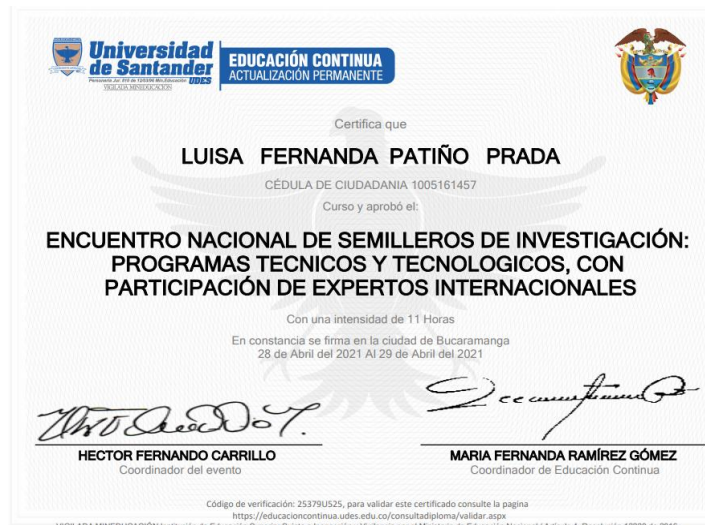 Universidad
de Santander
UDES
VIGILADA MINEDUCACIÓN
EDUCACIÓN CONTINUA
ACTUALIZACIÓN PERMANENTE
Certifica que
LUISA FERNANDA PATIÑO PRADA
CÉDULA DE CIUDADANIA 1005161457
Curso y aprobó el:
ENCUENTRO NACIONAL DE SEMILLEROS DE INVESTIGACIÓN:
PROGRAMAS TECNICOS Y TECNOLOGICOS, CON
PARTICIPACIÓN DE EXPERTOS INTERNACIONALES
Con una intensidad de 11 Horas
En constancia se firma en la ciudad de Bucaramanga
28 de Abril del 2021 Al 29 de Abril del 2021
HECTOR FERNANDO CARRILLO
Coordinador del evento
MARIA FERNANDA RAMÍREZ GÓMEZ
Coordinador de Educación Continua
Código de verificación: 25379U525, para validar este certificado consulte la pagina
https://educacioncontinua.udes.edu.co/consultadiploma/validar.aspx